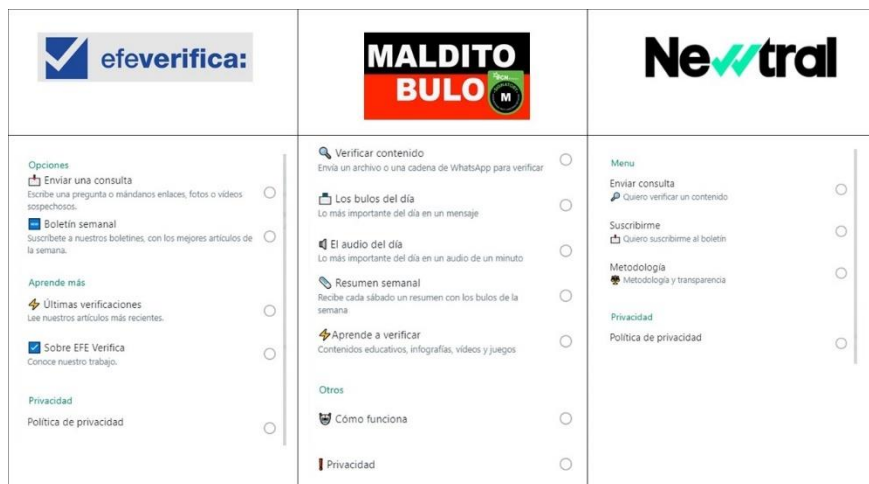 efeverifica:
MALDITO
BULO
M
Newtral
Opciones
Enviar una consulta
Escribe una pregunta o mándanos enlaces, fotos o vídeos
sospechosos.
Boletín semanal
Suscríbete a nuestros boletines, con los mejores artículos de
la semana.
Aprende más
Últimas verificaciones
Lee nuestros artículos más recientes.
Sobre EFE Verifica
Conoce nuestro trabajo.
Privacidad
Política de privacidad
Verificar contenido
Envía un archivo o una cadena de WhatsApp para verificar
Los bulos del día
Lo más importante del día en un mensaje
El audio del día
Lo más importante del día en un audio de un minuto
Resumen semanal
Recibe cada sábado un resumen con los bulos de la
semana
Aprende a verificar
Contenidos educativos, infografías, vídeos y juegos
Otros
Cómo funciona
Privacidad
Menu
Enviar consulta
Quiero verificar un contenido
Suscribirme
Quiero suscribirme al boletín
Metodología
Metodología y transparencia
Privacidad
Política de privacidad